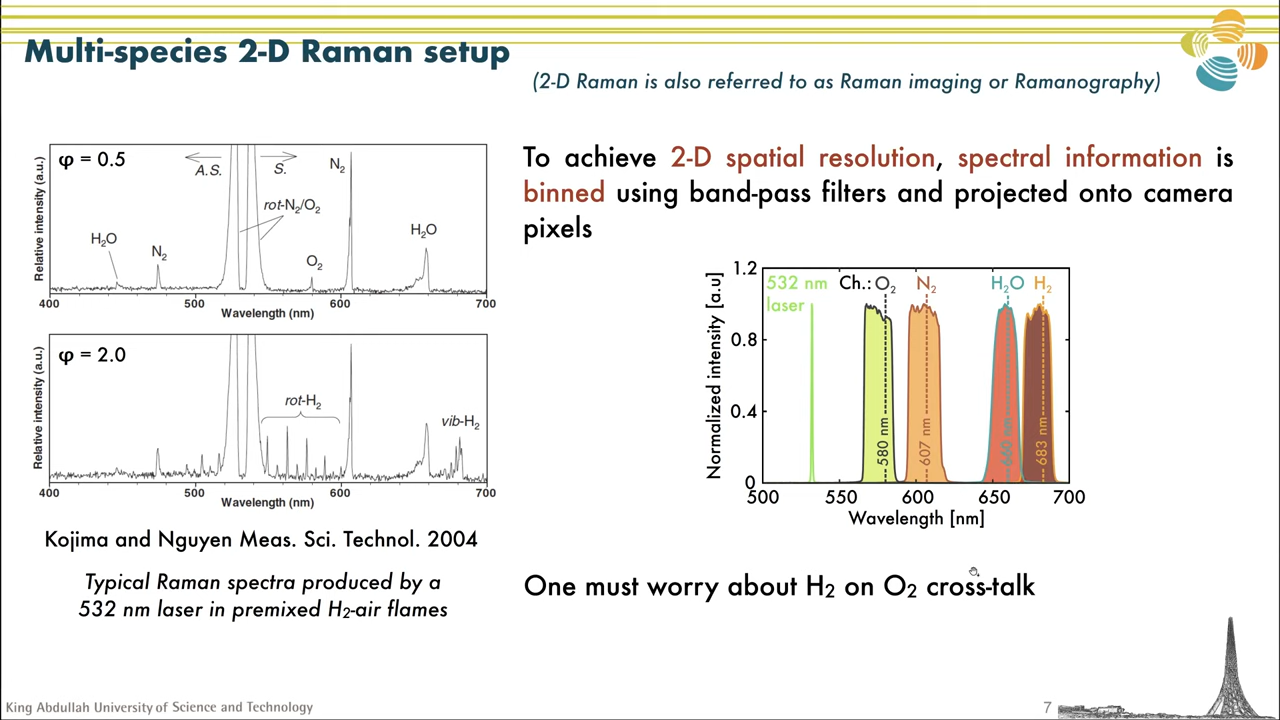 Multi-species 2-D Raman setup
(2-D Raman is also referred to as Raman imaging or Ramanography)
φ = 0.5
A.S.
S.
N₂
rot-N₂/O₂
H₂O
N₂
O₂
H₂O
Relative intensity (a.u.)
400
500
600
700
Wavelength (nm)
φ = 2.0
rot-H₂
vib-H₂
Relative intensity (a.u.)
400
500
600
700
Wavelength (nm)
Kojima and Nguyen Meas. Sci. Technol. 2004
Typical Raman spectra produced by a
532 nm laser in premixed H₂-air flames
To achieve 2-D spatial resolution, spectral information is
binned using band-pass filters and projected onto camera
pixels
532 nm
laser
Ch.: O₂
N₂
H₂O
H₂
580 nm
607 nm
660 nm
683 nm
Normalized intensity [a.u]
1.2
0.8
0.4
0
500
550
600
650
700
Wavelength [nm]
One must worry about H₂ on O₂ cross-talk
King Abdullah University of Science and Technology
7